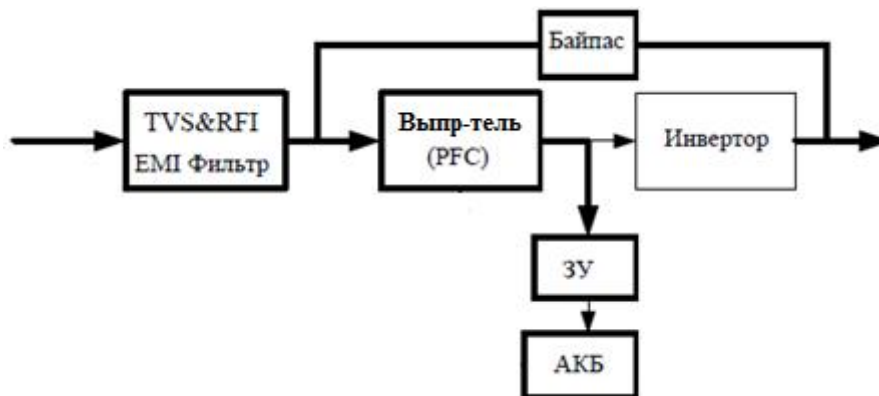 Байпас
TVS&RFI
EMI Фильтр
Выпр-тель
(PFC)
Инвертор
ЗУ
АКБ